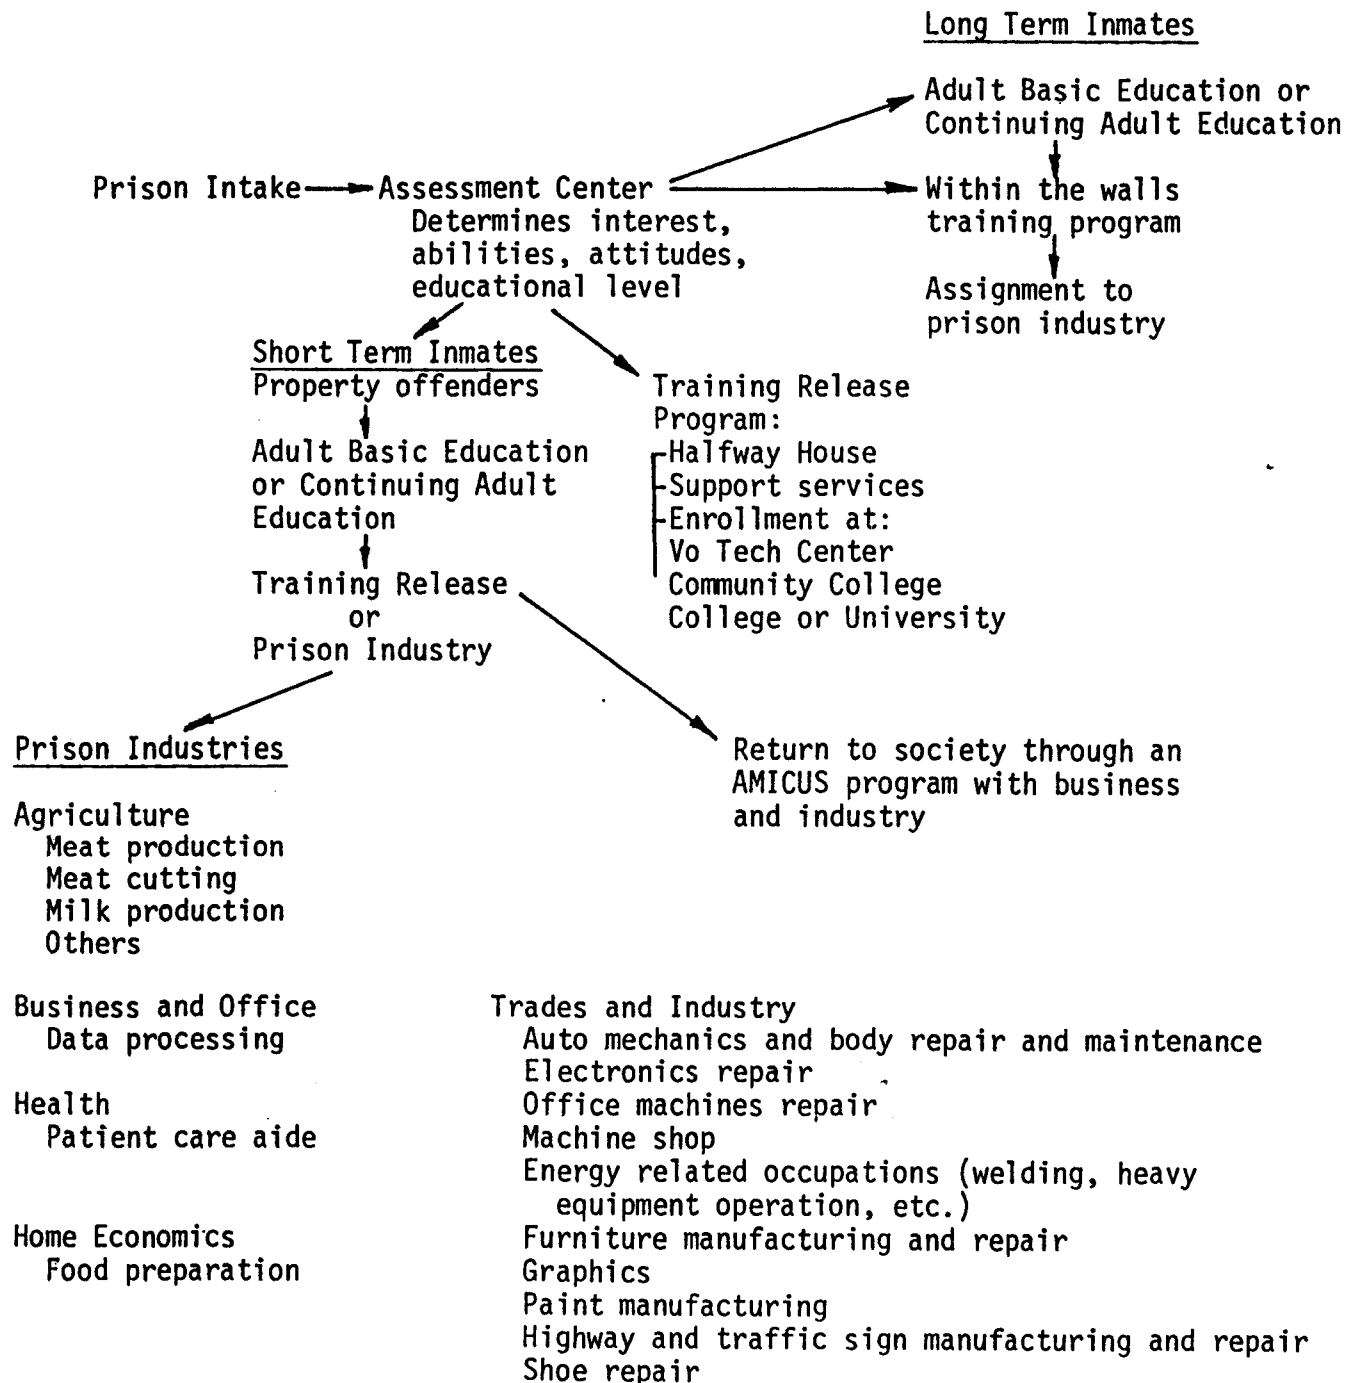 Long Term Inmates
Adult Basic Education or
Continuing Adult Education
Within the walls
training program
Assignment to
prison industry
Prison Intake
Assessment Center
Determines interest,
abilities, attitudes,
educational level
Short Term Inmates
Property offenders
Adult Basic Education
or Continuing Adult
Education
Training Release
or
Prison Industry
Training Release
Program:
Halfway House
Support services
Enrollment at:
Vo Tech Center
Community College
College or University
Return to society through an
AMICUS program with business
and industry
Prison Industries
Agriculture
Meat production
Meat cutting
Milk production
Others
Business and Office
Data processing
Health
Patient care aide
Home Economics
Food preparation
Trades and Industry
Auto mechanics and body repair and maintenance
Electronics repair
Office machines repair
Machine shop
Energy related occupations (welding, heavy
equipment operation, etc.)
Furniture manufacturing and repair
Graphics
Paint manufacturing
Highway and traffic sign manufacturing and repair
Shoe repair